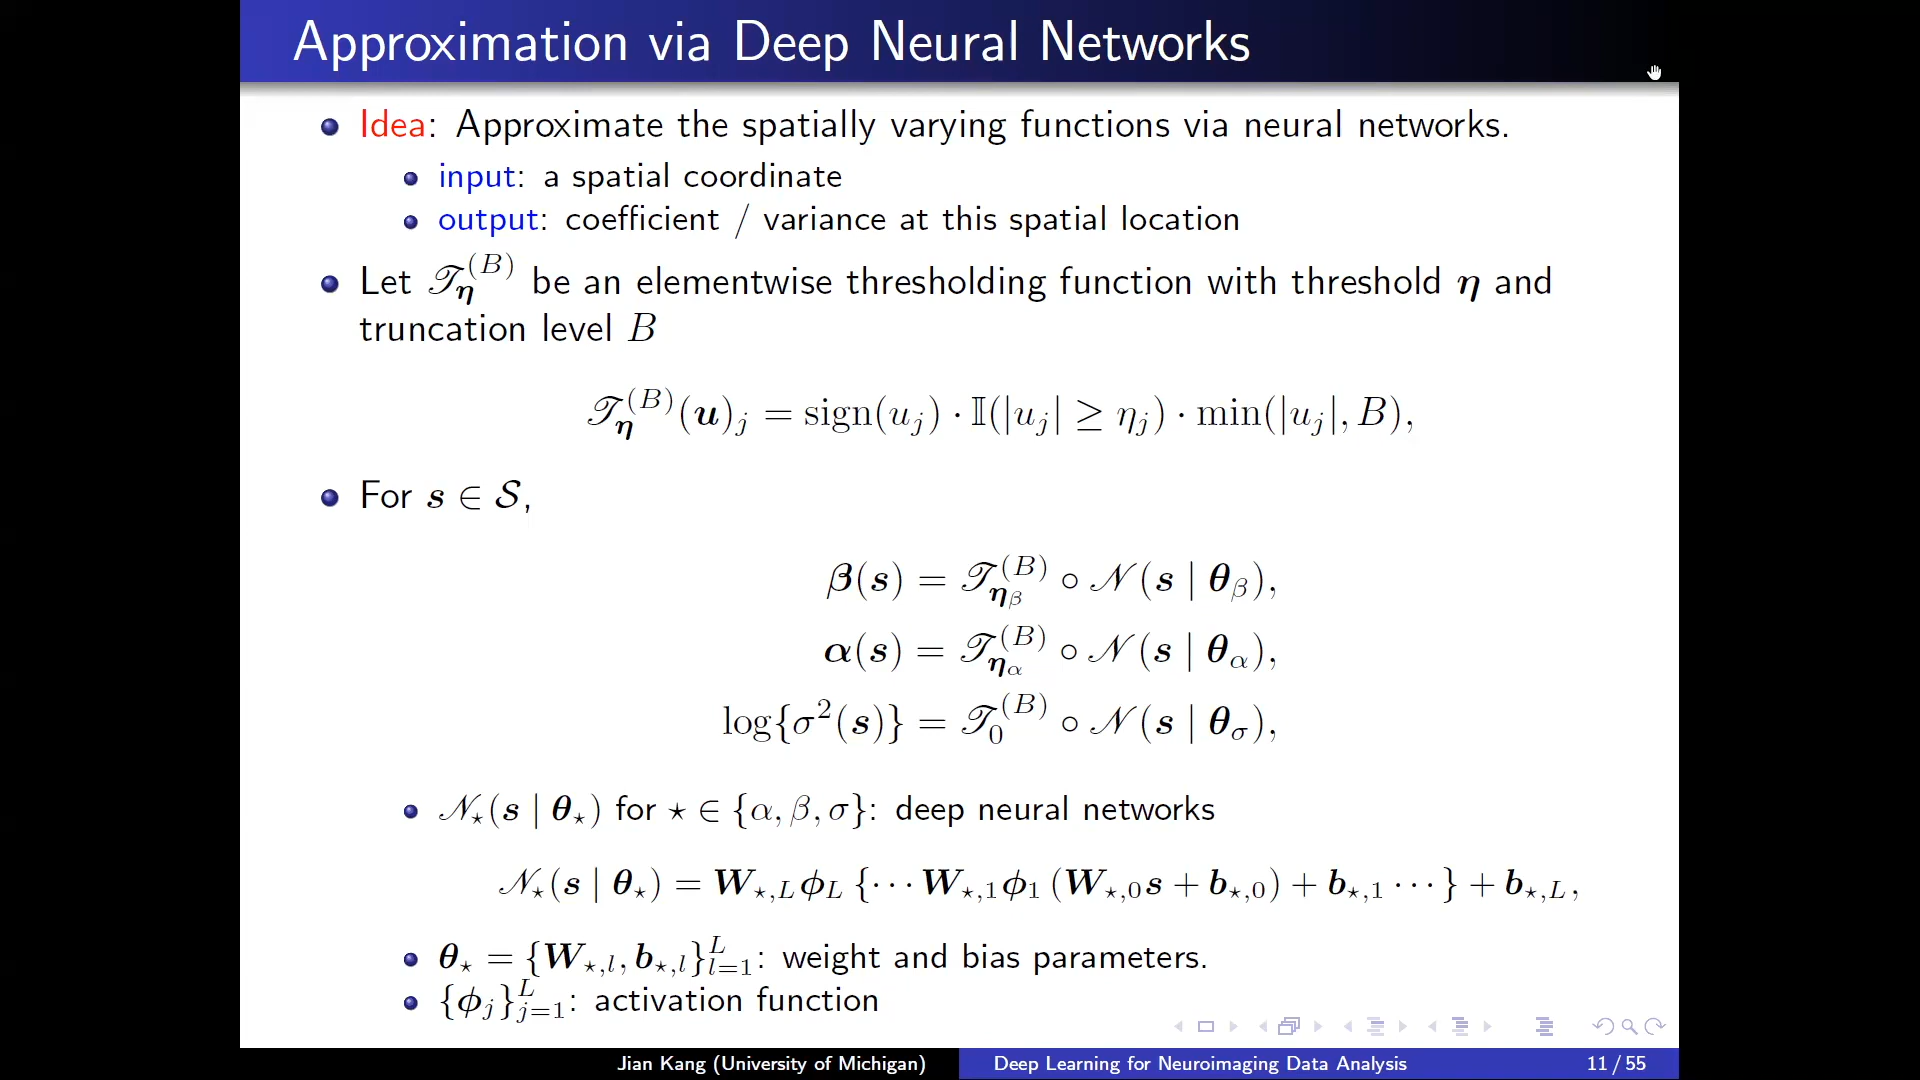 Approximation via Deep Neural Networks
Idea: Approximate the spatially varying functions via neural networks.
input: a spatial coordinate
output: coefficient / variance at this spatial location
Let 𝒯_η^(B) be an elementwise thresholding function with threshold η and
truncation level B
𝒯_η^(B)(u)_j = sign(u_j) · 𝕀(|u_j| ≥ η_j) · min(|u_j|, B),
For s ∈ 𝒮,
β(s) = 𝒯_{η_β}^(B) ∘ 𝒩(s | θ_β),
α(s) = 𝒯_{η_α}^(B) ∘ 𝒩(s | θ_α),
log{σ²(s)} = 𝒯_0^(B) ∘ 𝒩(s | θ_σ),
𝒩_⋆(s | θ_⋆) for ⋆ ∈ {α, β, σ}: deep neural networks
𝒩_⋆(s | θ_⋆) = W_{⋆,L}ϕ_L {⋯ W_{⋆,1}ϕ_1 (W_{⋆,0}s + b_{⋆,0}) + b_{⋆,1} ⋯} + b_{⋆,L},
θ_⋆ = {W_{⋆,l}, b_{⋆,l}}_{l=1}^L: weight and bias parameters.
{ϕ_j}_{j=1}^L: activation function
Jian Kang (University of Michigan)
Deep Learning for Neuroimaging Data Analysis
11 / 55